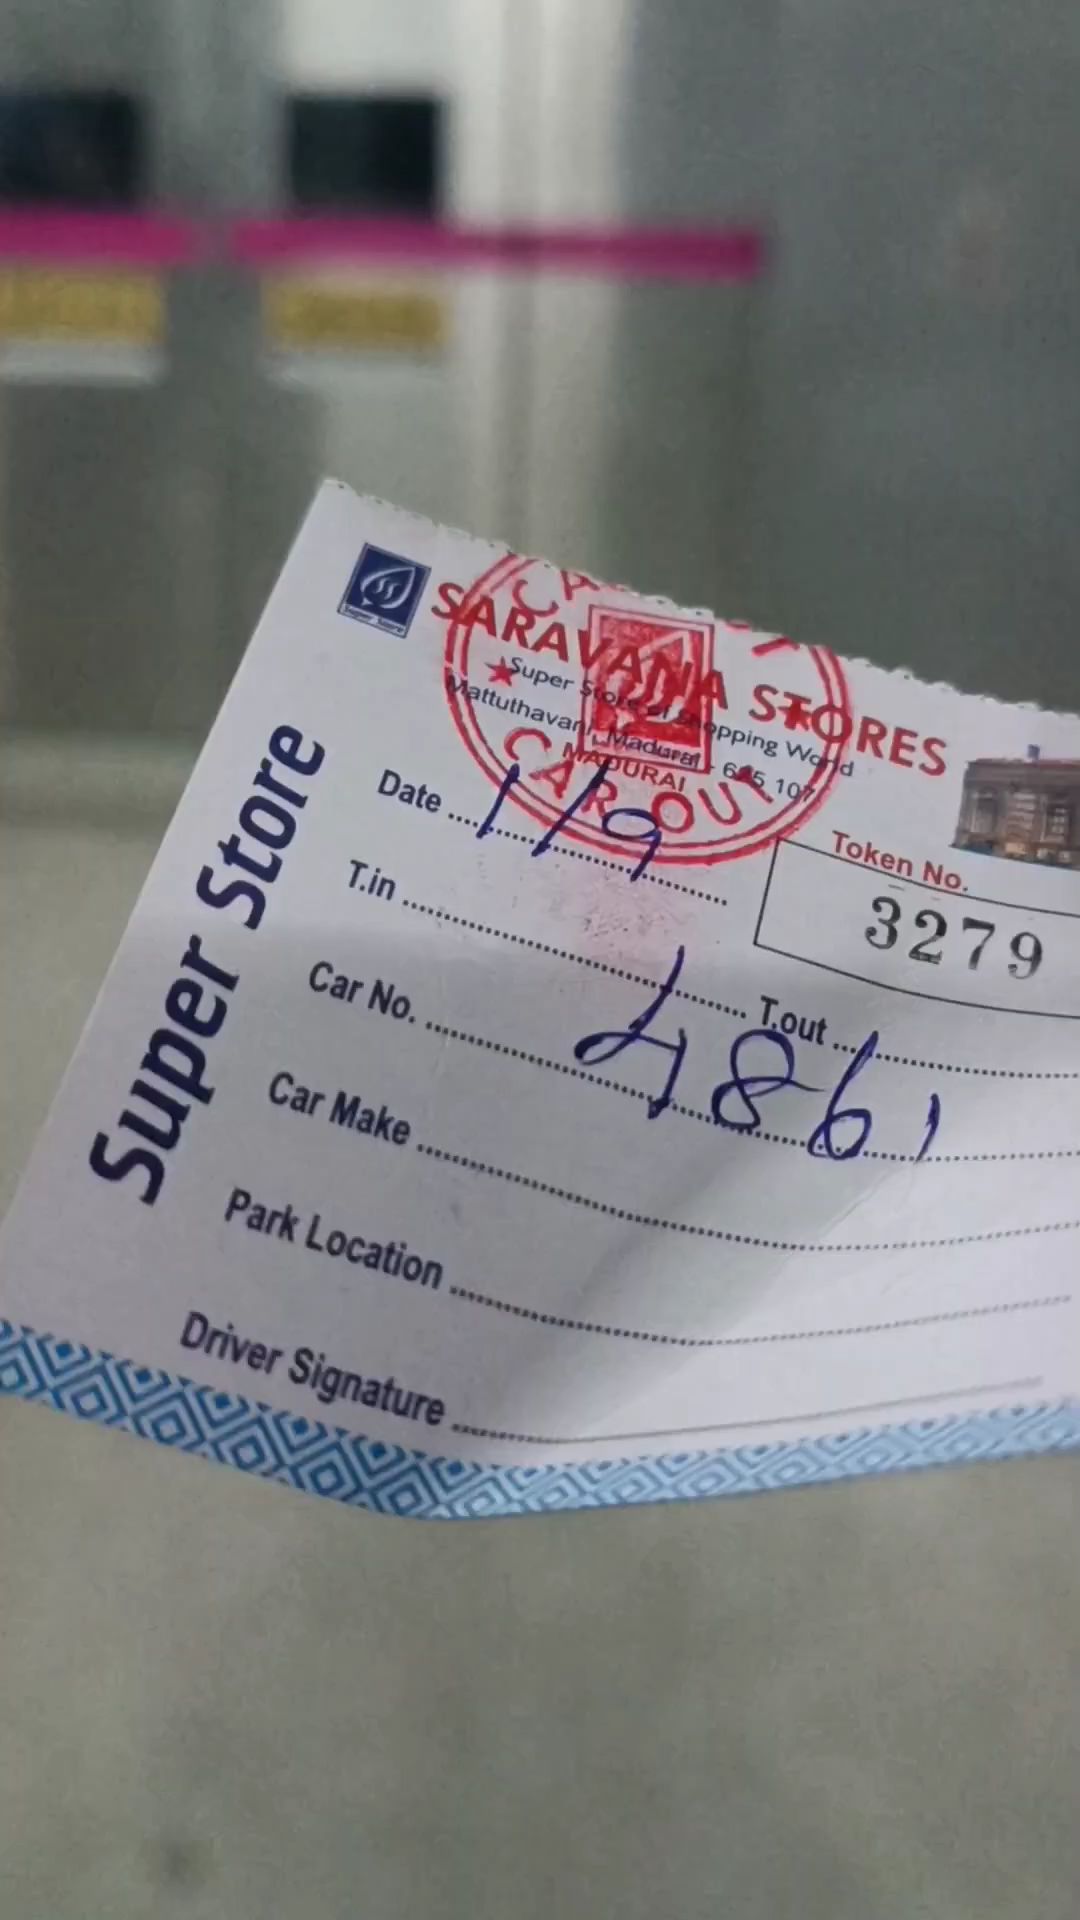 SARAVANA STORES
Super Store of Shopping World
Mattuthavani, Madurai - 625 107
MADURAI
CAR OUT
Super Store
Date 1/9
Token No.
3279
T.in
T.out
Car No. 4861
Car Make
Park Location
Driver Signature